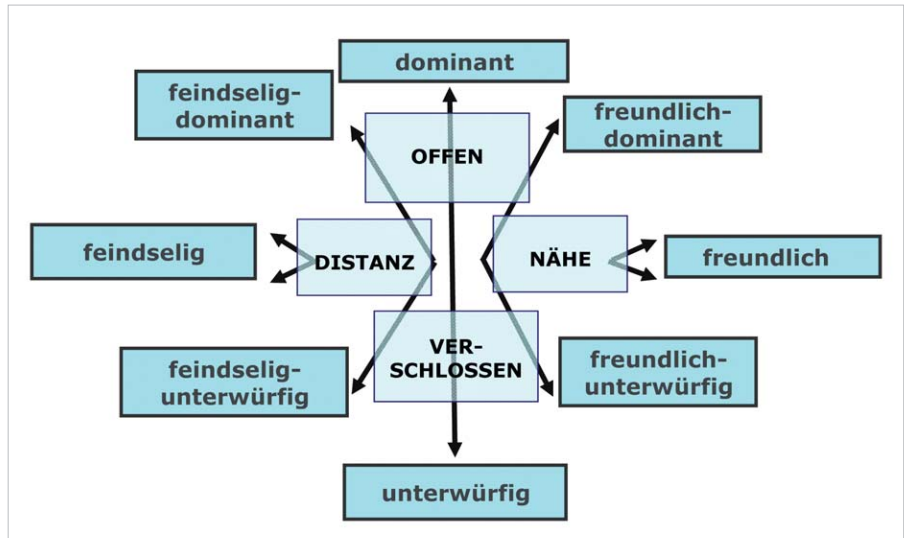 dominant
feindselig-
dominant
freundlich-
dominant
OFFEN
feindselig
DISTANZ
NÄHE
freundlich
feindselig-
unterwürfig
VER-
SCHLOSSEN
freundlich-
unterwürfig
unterwürfig